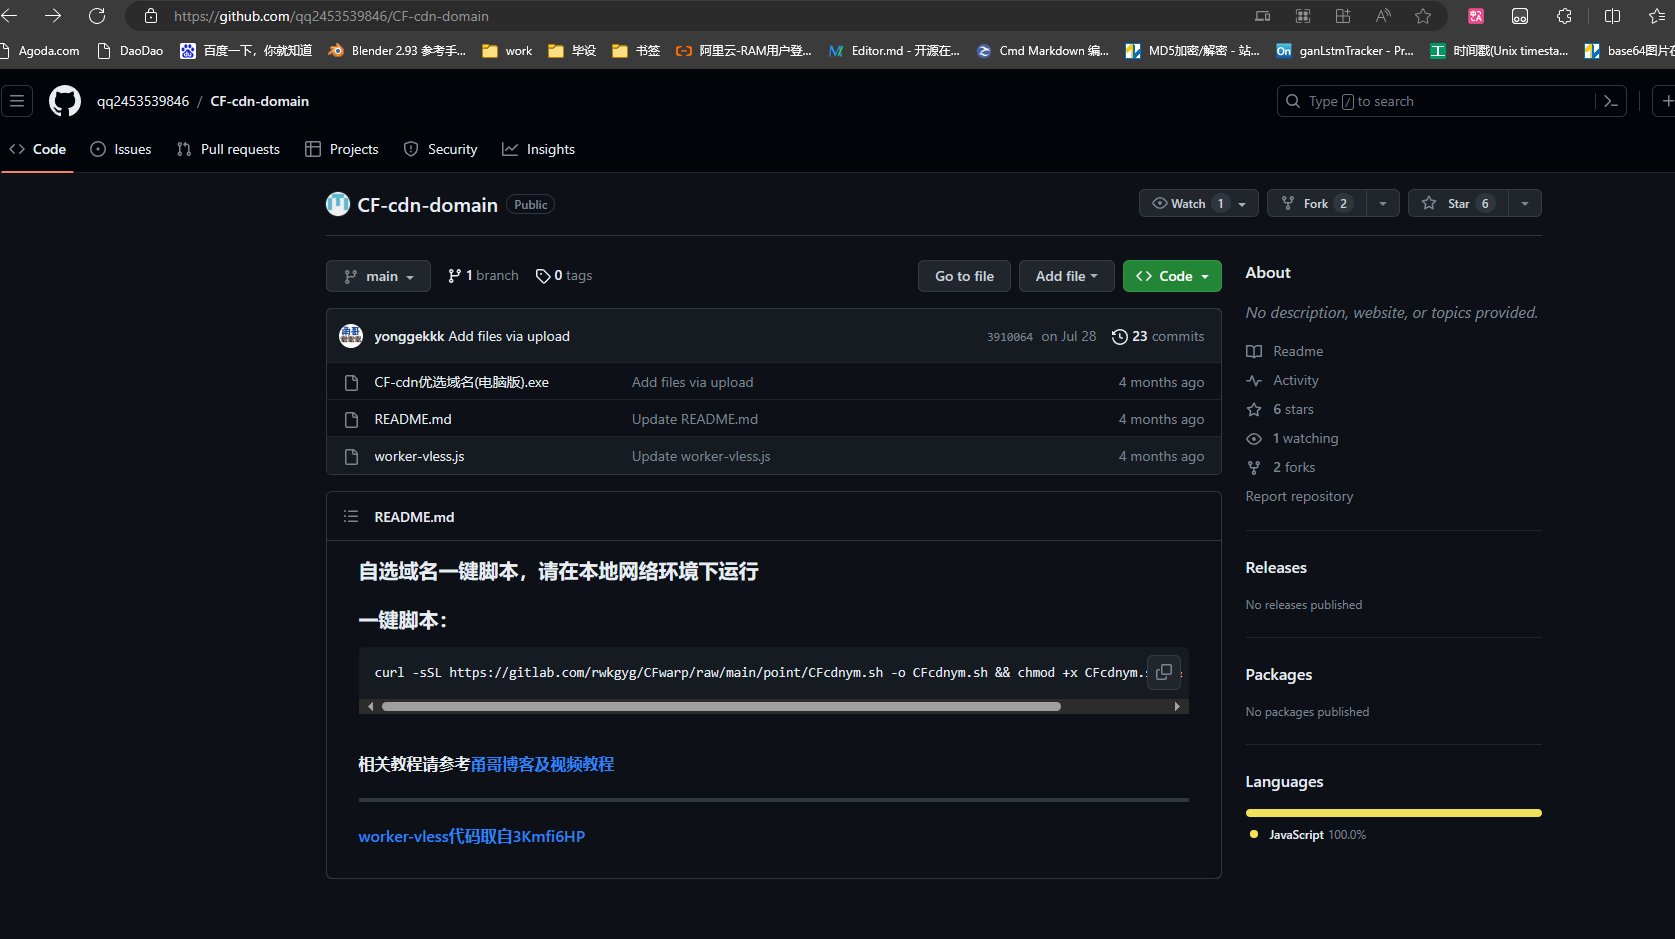 https://github.com/qq2453539846/CF-cdn-domain
Agoda.com
DaoDao
百度一下，你就知道
Blender 2.93 参考手...
work
毕设
书签
阿里云-RAM用户登...
Editor.md - 开源在...
Cmd Markdown 编...
MD5加密/解密 - 站...
ganLstmTracker - Pr...
时间戳(Unix timesta...
base64图片在
qq2453539846 / CF-cdn-domain
Type / to search
Code
Issues
Pull requests
Projects
Security
Insights
CF-cdn-domain
Public
Watch 1
Fork 2
Star 6
main
1 branch
0 tags
Go to file
Add file
Code
yonggekkk Add files via upload
3910064 on Jul 28
23 commits
CF-cdn优选域名(电脑版).exe
Add files via upload
4 months ago
README.md
Update README.md
4 months ago
worker-vless.js
Update worker-vless.js
4 months ago
README.md
自选域名一键脚本，请在本地网络环境下运行
一键脚本：
curl -sSL https://gitlab.com/rwkgyg/CFwarp/raw/main/point/CFcdnym.sh -o CFcdnym.sh && chmod +x CFcdnym.s
相关教程请参考甬哥博客及视频教程
worker-vless代码取自3Kmfi6HP
About
No description, website, or topics provided.
Readme
Activity
6 stars
1 watching
2 forks
Report repository
Releases
No releases published
Packages
No packages published
Languages
JavaScript 100.0%